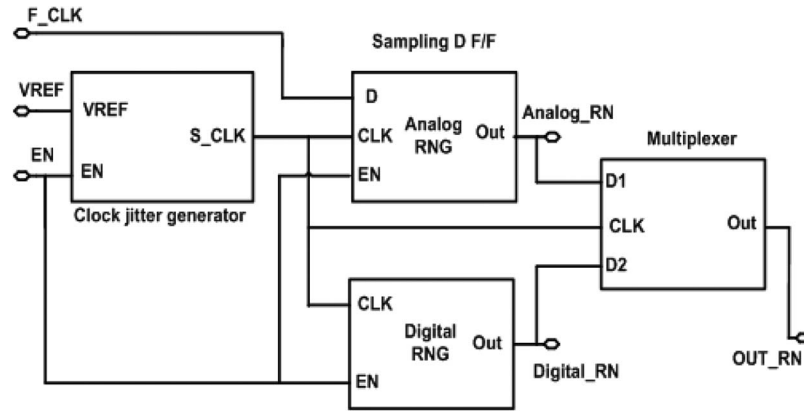 F_CLK
Sampling D F/F
VREF
VREF
D
Analog_RN
S_CLK
CLK
Analog
RNG
Out
Multiplexer
EN
EN
EN
D1
Clock jitter generator
CLK
Out
D2
CLK
Digital
RNG
Out
Digital_RN
OUT_RN
EN